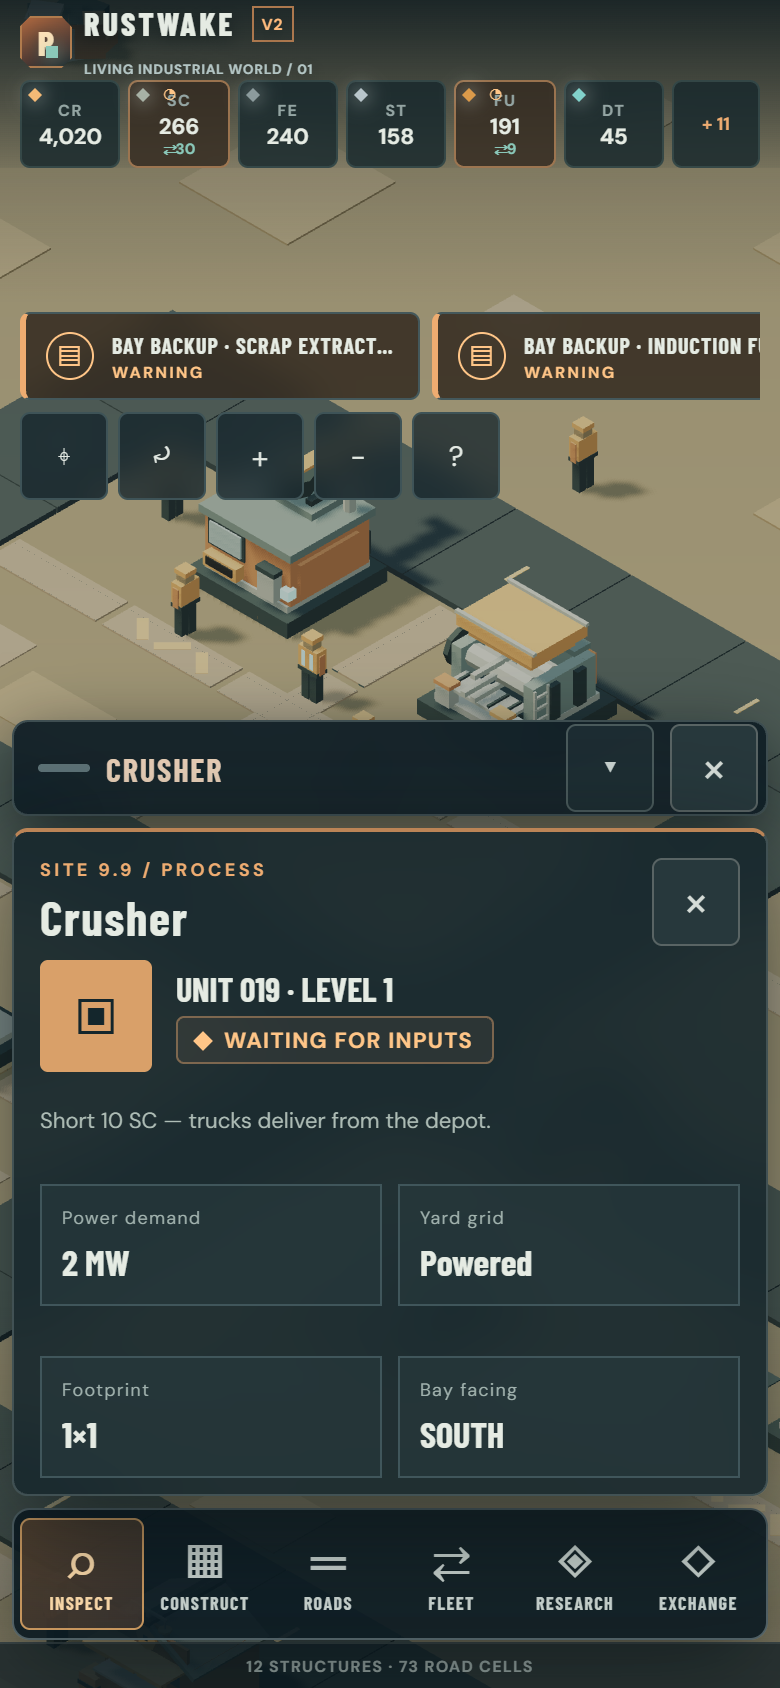 RUSTWAKE V2
LIVING INDUSTRIAL WORLD / 01
CR
4,020
SC
266
⇄30
FE
240
ST
158
FU
191
⇄9
DT
45
+ 11
BAY BACKUP · SCRAP EXTRACT...
WARNING
BAY BACKUP · INDUCTION FU
WARNING
+
-
?
CRUSHER
SITE 9.9 / PROCESS
Crusher
UNIT 019 · LEVEL 1
WAITING FOR INPUTS
Short 10 SC — trucks deliver from the depot.
Power demand
2 MW
Yard grid
Powered
Footprint
1×1
Bay facing
SOUTH
INSPECT
CONSTRUCT
ROADS
FLEET
RESEARCH
EXCHANGE
12 STRUCTURES · 73 ROAD CELLS